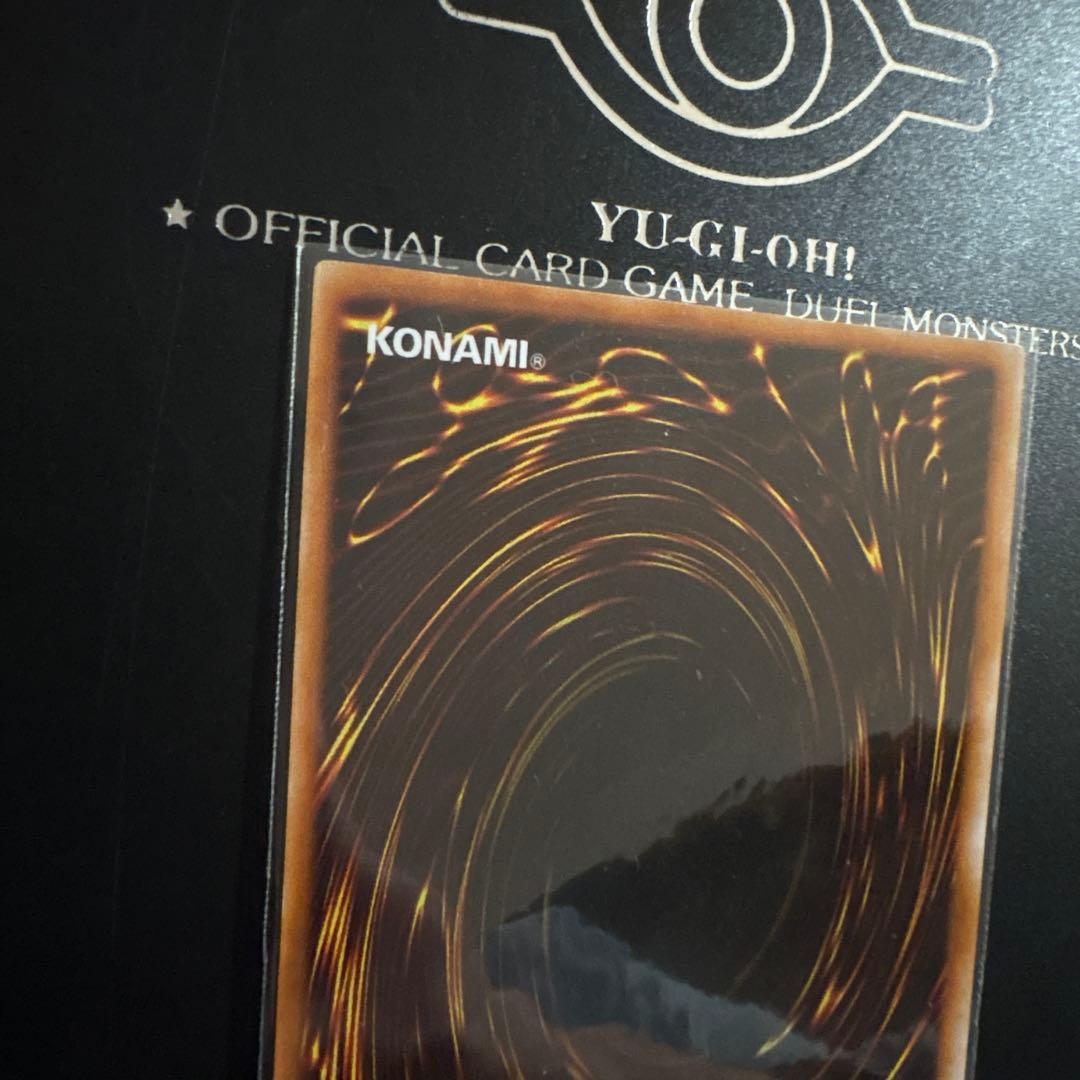 YU-GI-OH!
★ OFFICIAL CARD GAME DUEL MONSTERS
KONAMI®